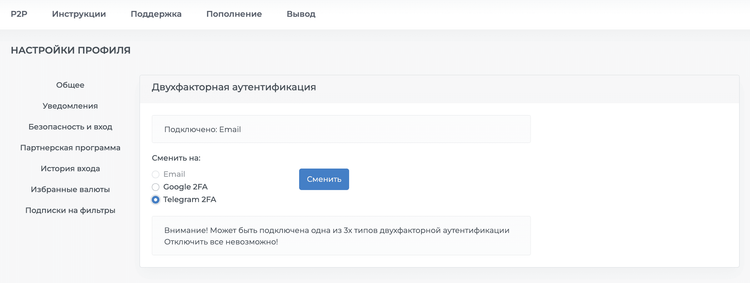 P2P Инструкции Поддержка Пополнение Вывод
НАСТРОЙКИ ПРОФИЛЯ
Общее
Уведомления
Безопасность и вход
Партнерская программа
История входа
Избранные валюты
Подписки на фильтры
Двухфакторная аутентификация
Подключено: Email
Сменить на:
Email
Google 2FA
Telegram 2FA
Сменить
Внимание! Может быть подключена одна из 3х типов двухфакторной аутентификации
Отключить все невозможно!